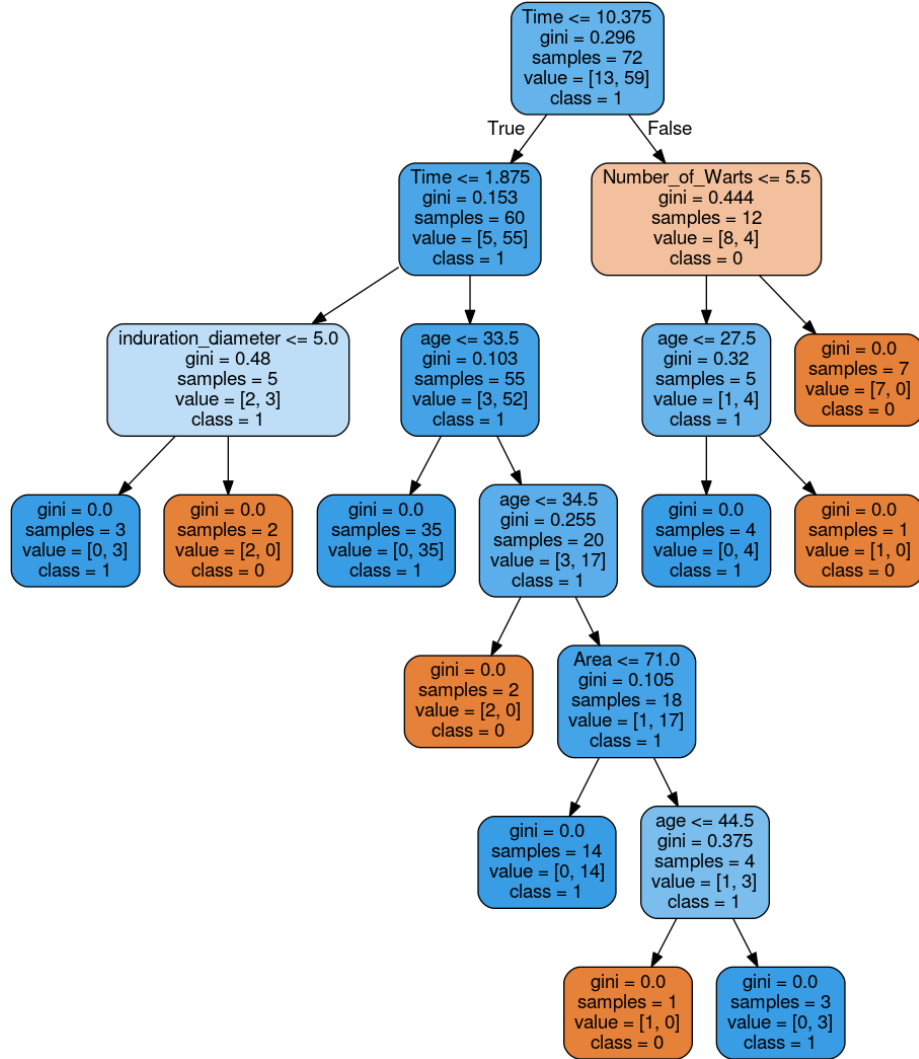 Time <= 10.375
gini = 0.296
samples = 72
value = [13, 59]
class = 1
True
False
Time <= 1.875
gini = 0.153
samples = 60
value = [5, 55]
class = 1
Number_of_Warts <= 5.5
gini = 0.444
samples = 12
value = [8, 4]
class = 0
induration_diameter <= 5.0
gini = 0.48
samples = 5
value = [2, 3]
class = 1
age <= 33.5
gini = 0.103
samples = 55
value = [3, 52]
class = 1
age <= 27.5
gini = 0.32
samples = 5
value = [1, 4]
class = 1
gini = 0.0
samples = 7
value = [7, 0]
class = 0
gini = 0.0
samples = 3
value = [0, 3]
class = 1
gini = 0.0
samples = 2
value = [2, 0]
class = 0
gini = 0.0
samples = 35
value = [0, 35]
class = 1
age <= 34.5
gini = 0.255
samples = 20
value = [3, 17]
class = 1
gini = 0.0
samples = 4
value = [0, 4]
class = 1
gini = 0.0
samples = 1
value = [1, 0]
class = 0
gini = 0.0
samples = 2
value = [2, 0]
class = 0
Area <= 71.0
gini = 0.105
samples = 18
value = [1, 17]
class = 1
gini = 0.0
samples = 14
value = [0, 14]
class = 1
age <= 44.5
gini = 0.375
samples = 4
value = [1, 3]
class = 1
gini = 0.0
samples = 1
value = [1, 0]
class = 0
gini = 0.0
samples = 3
value = [0, 3]
class = 1